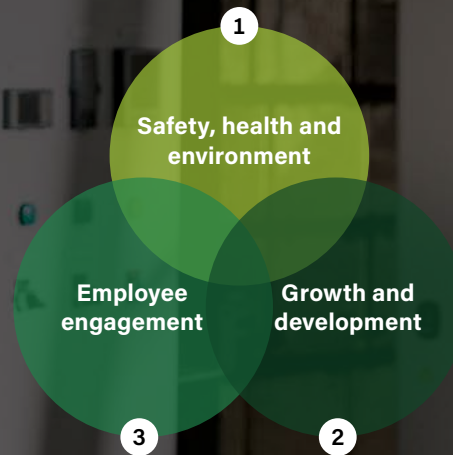 1
Safety, health and
environment
Employee
engagement
Growth and
development
3
2